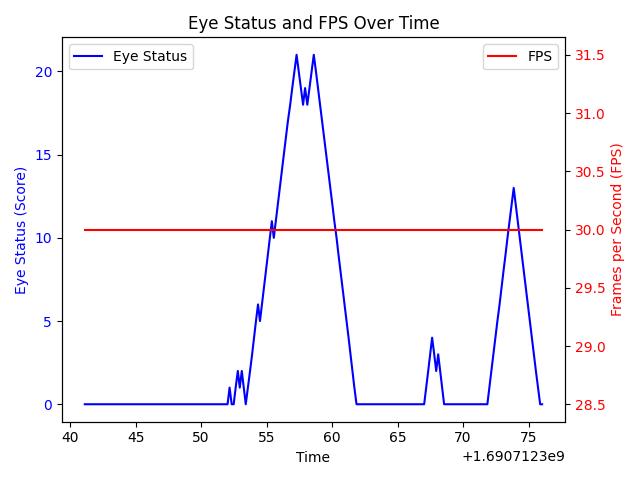 Eye Status and FPS Over Time
Eye Status
FPS
Eye Status (Score)
20
15
10
5
0
31.5
31.0
30.5
30.0
29.5
29.0
28.5
Frames per Second (FPS)
40 45 50 55 60 65 70 75
Time
+1.6907123e9